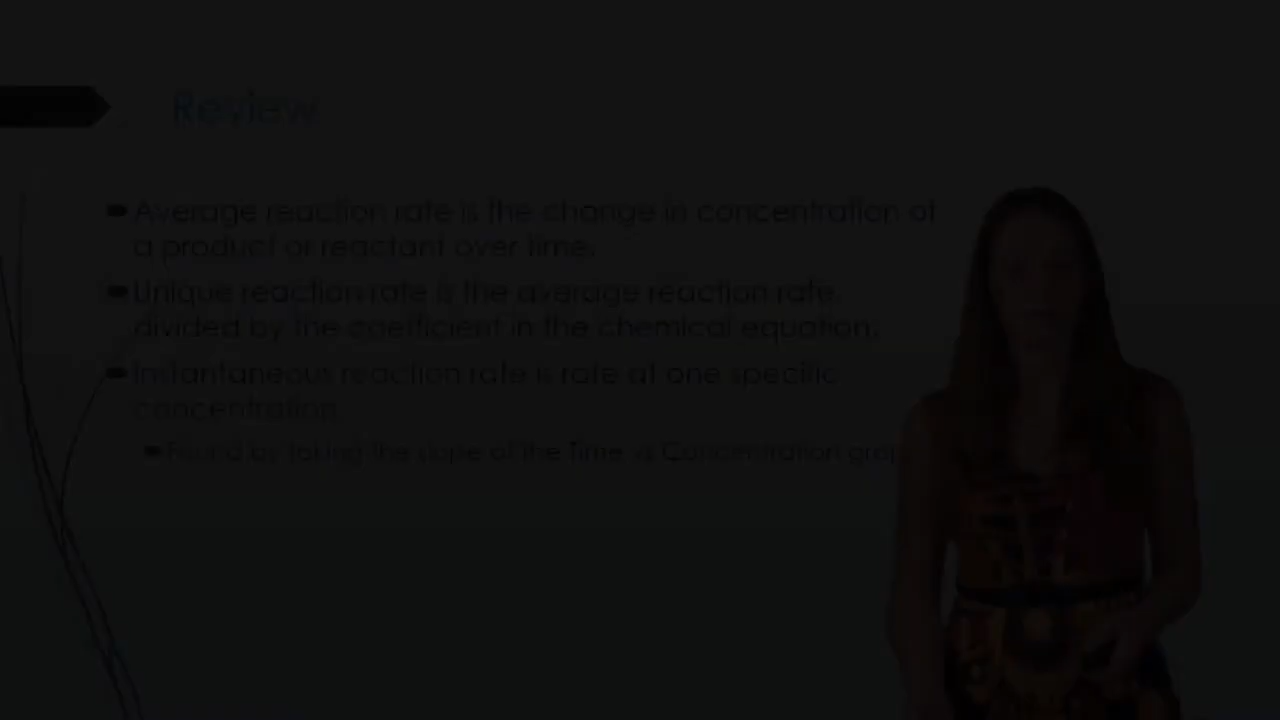 Review
Average reaction rate is the change in concentration of
a product or reactant over time.
Unique reaction rate is the average reaction rate
divided by the coefficient in the chemical equation.
Instantaneous reaction rate is rate at one specific
concentration
Found by taking the slope of the Time vs Concentration